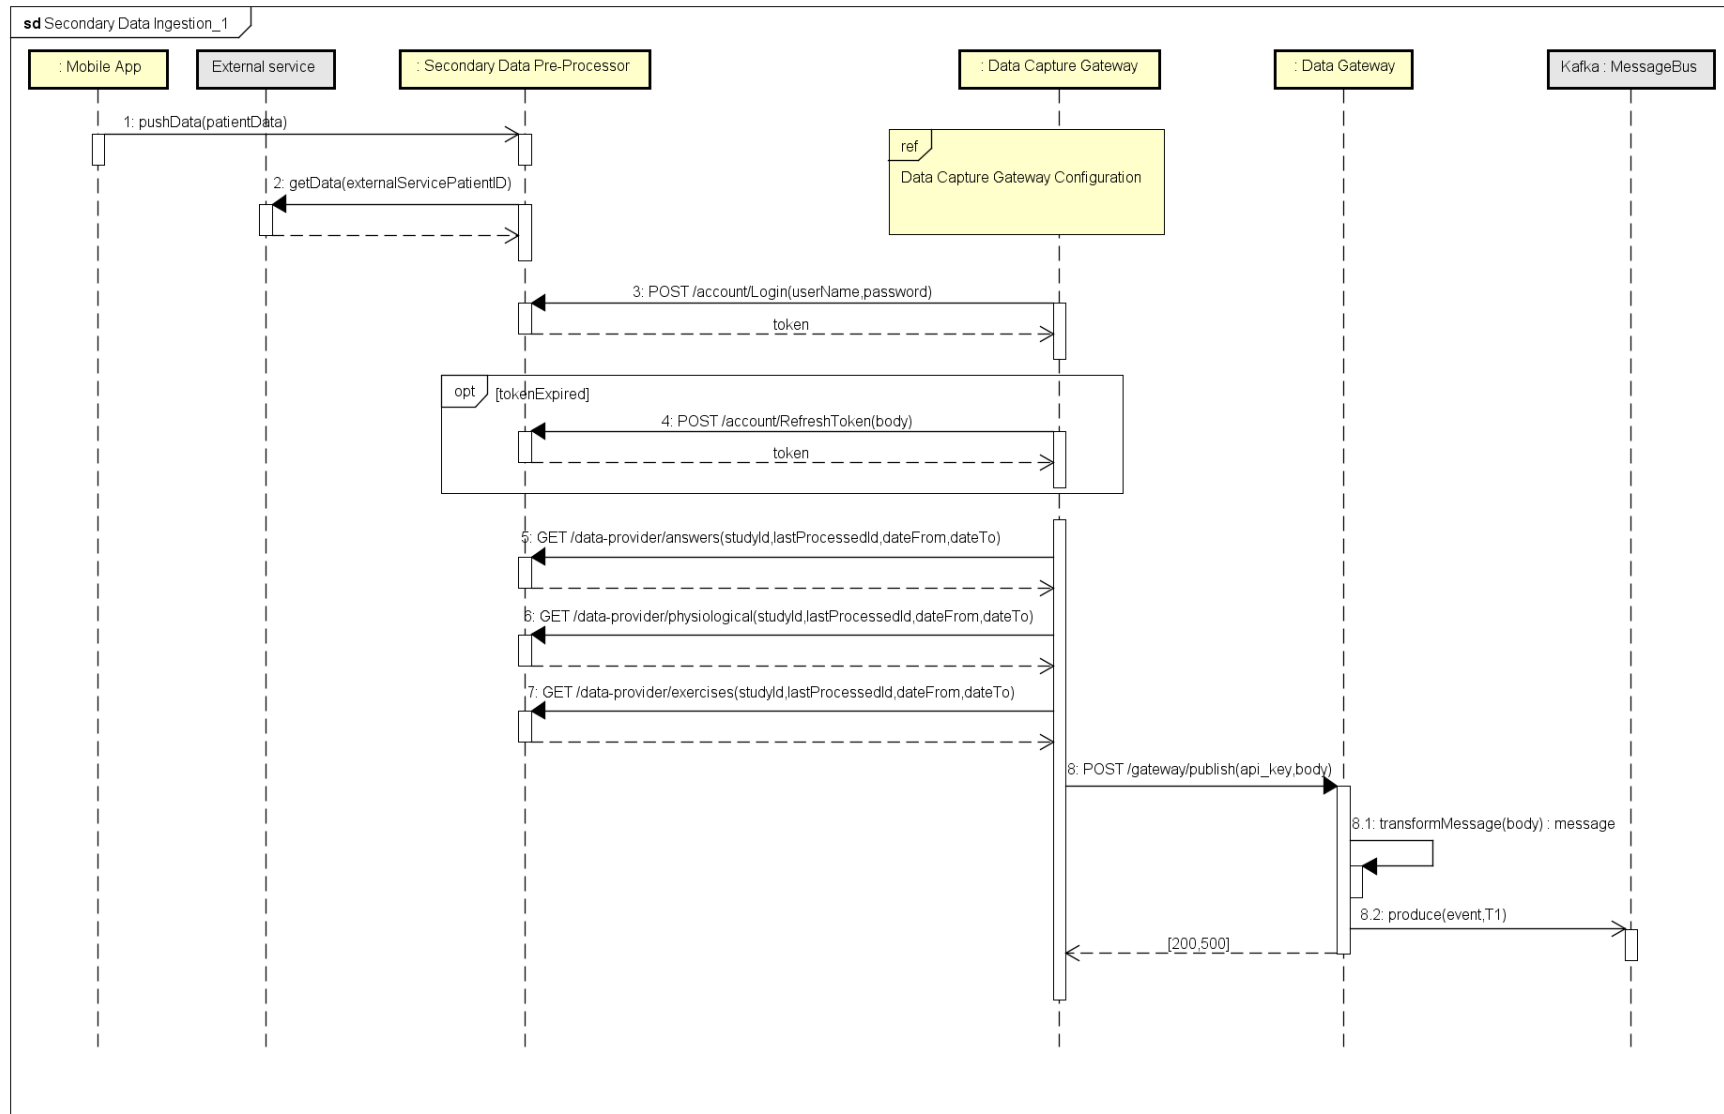 sd Secondary Data Ingestion_1
: Mobile App
External service
: Secondary Data Pre-Processor
: Data Capture Gateway
: Data Gateway
Kafka : MessageBus
1: pushData(patientData)
ref
Data Capture Gateway Configuration
2: getData(externalServicePatientID)
3: POST /account/Login(userName,password)
token
opt
[tokenExpired]
4: POST /account/RefreshToken(body)
token
5: GET /data-provider/answers(studyId,lastProcessedId,dateFrom,dateTo)
6: GET /data-provider/physiological(studyId,lastProcessedId,dateFrom,dateTo)
7: GET /data-provider/exercises(studyId,lastProcessedId,dateFrom,dateTo)
8: POST /gateway/publish(api_key,body)
8.1: transformMessage(body) : message
8.2: produce(event,T1)
[200,500]